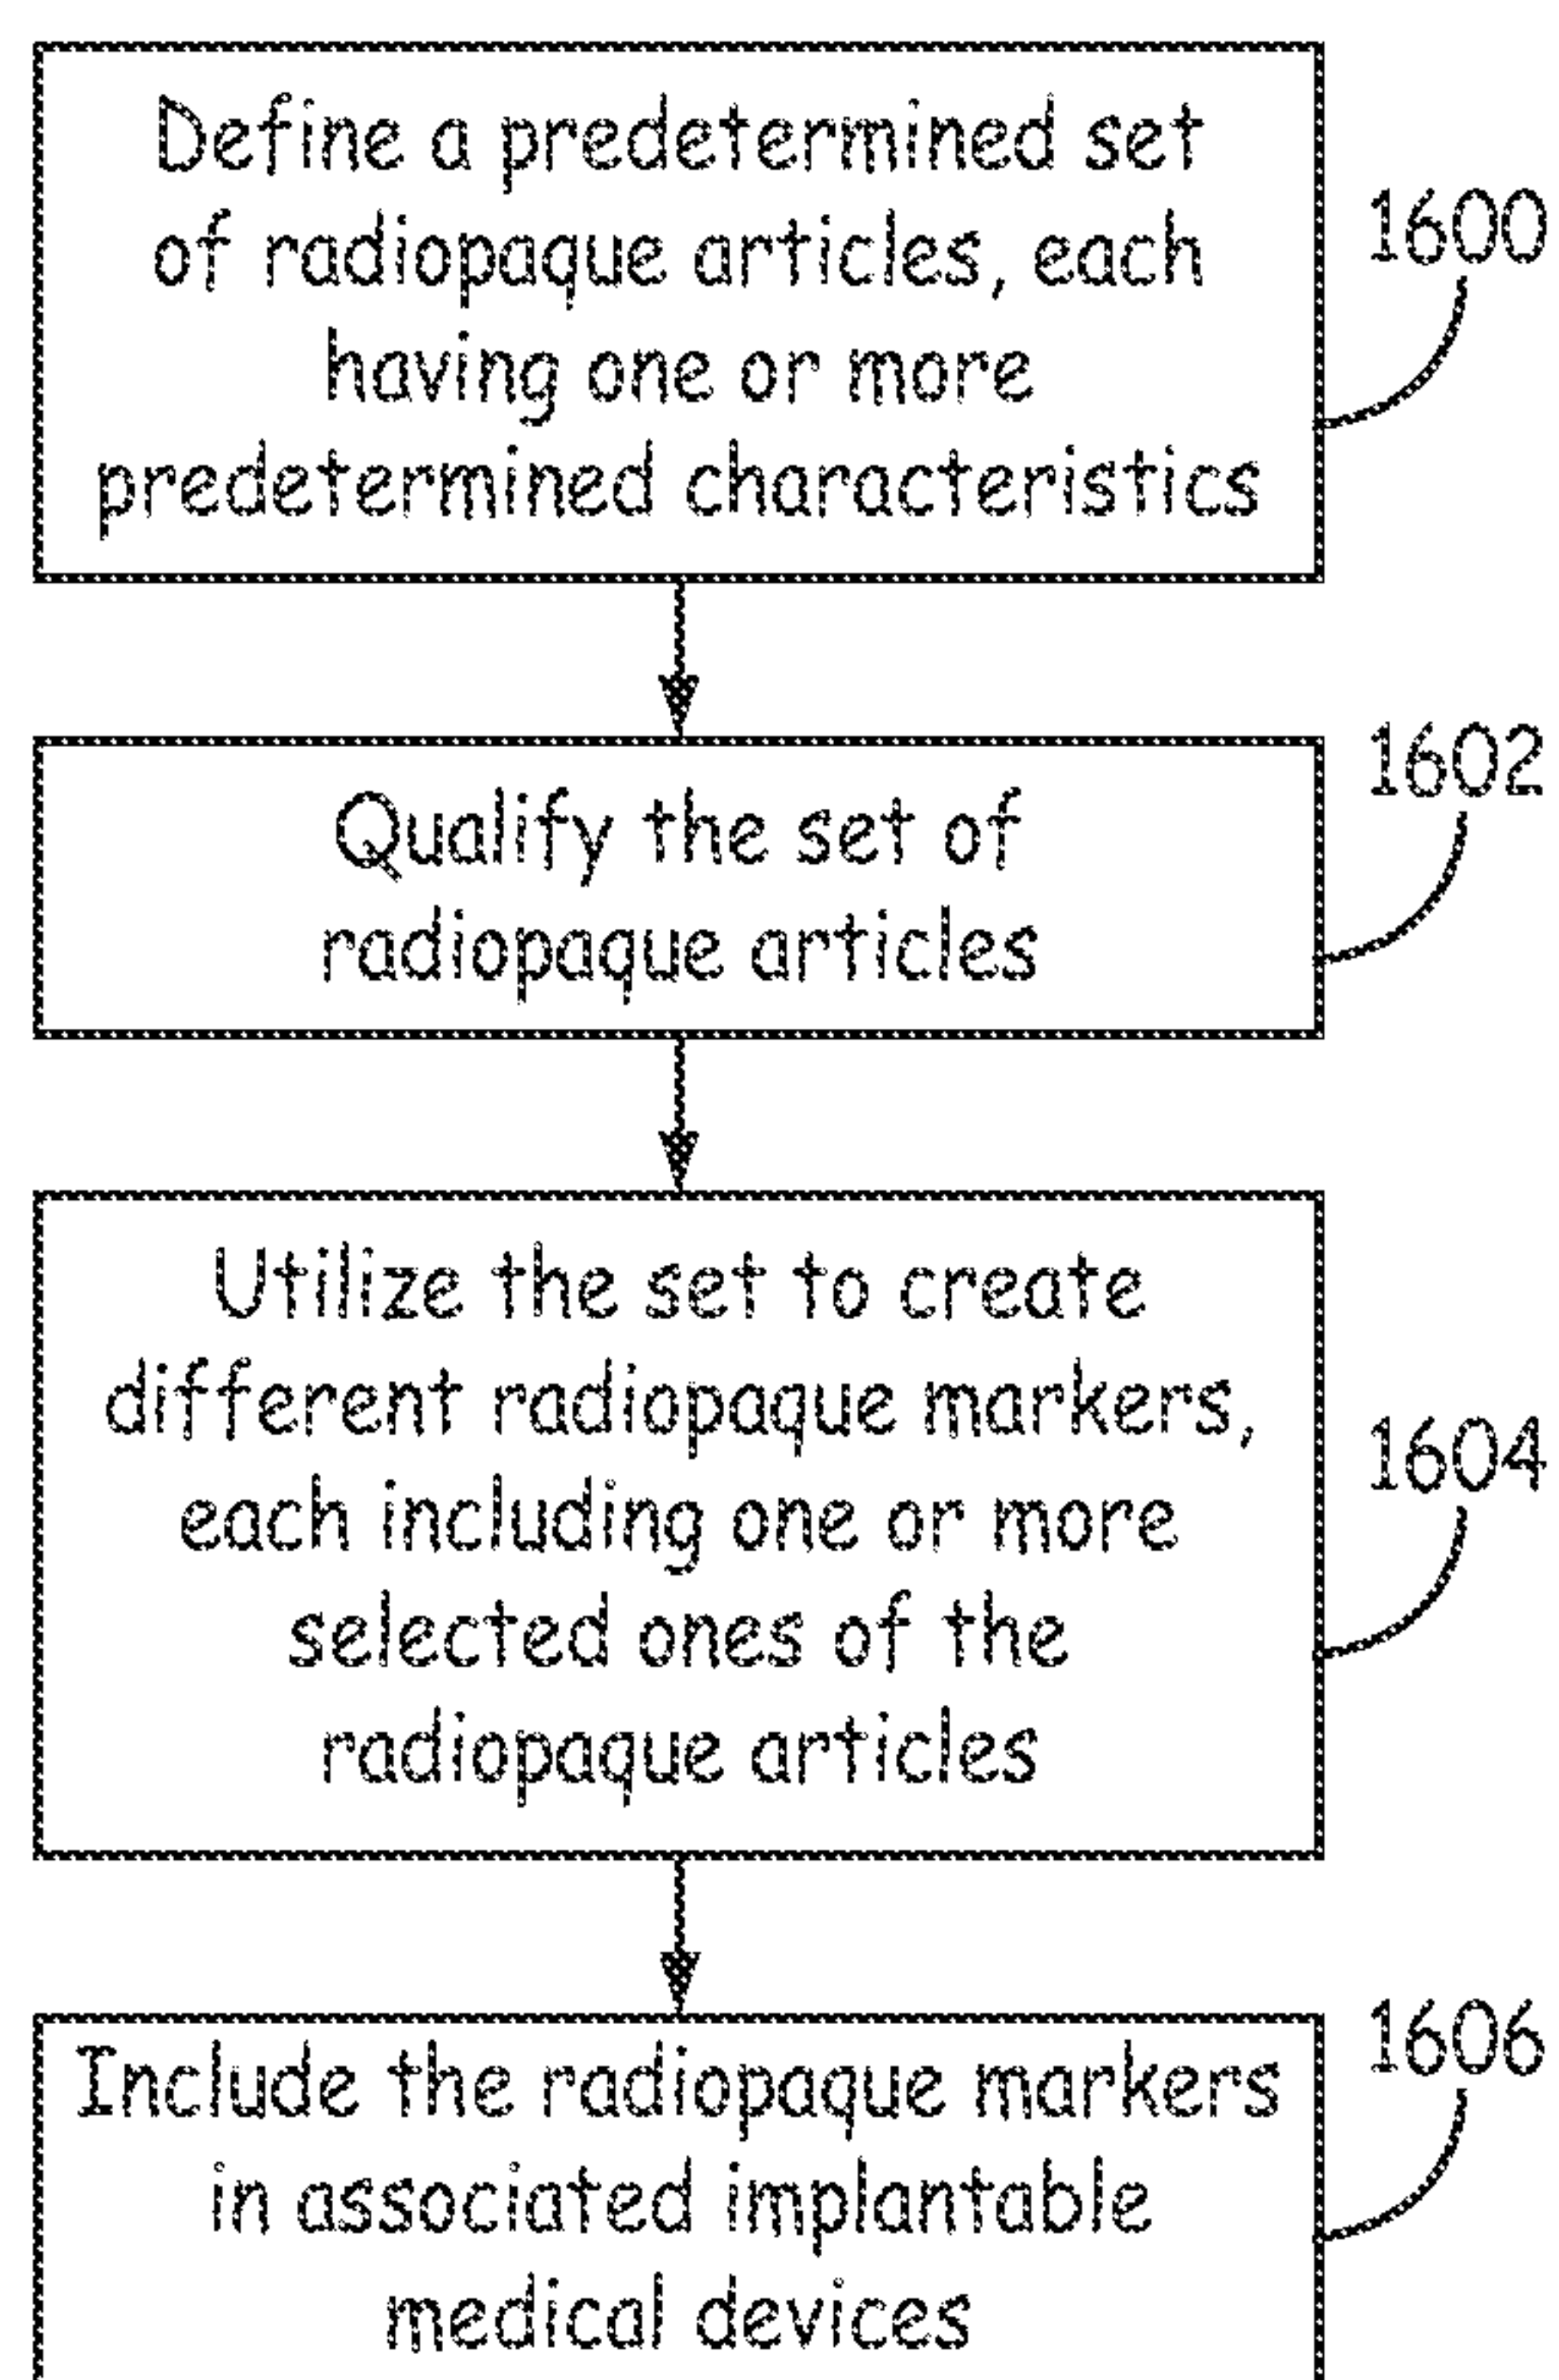 Define a predetermined set
of radiopaque articles, each
having one or more
predetermined characteristics
1600
Qualify the set of
radiopaque articles
1602
Utilize the set to create
different radiopaque markers,
each including one or more
selected ones of the
radiopaque articles
1604
Include the radiopaque markers
in associated implantable
medical devices
1606